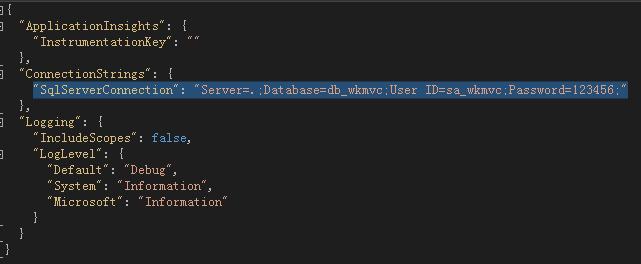 {
  "ApplicationInsights": {
    "InstrumentationKey": ""
  },
  "ConnectionStrings": {
    "SqlServerConnection": "Server=.;Database=db_wkmvc;User ID=sa_wkmvc;Password=123456;"
  },
  "Logging": {
    "IncludeScopes": false,
    "LogLevel": {
      "Default": "Debug",
      "System": "Information",
      "Microsoft": "Information"
    }
  }
}